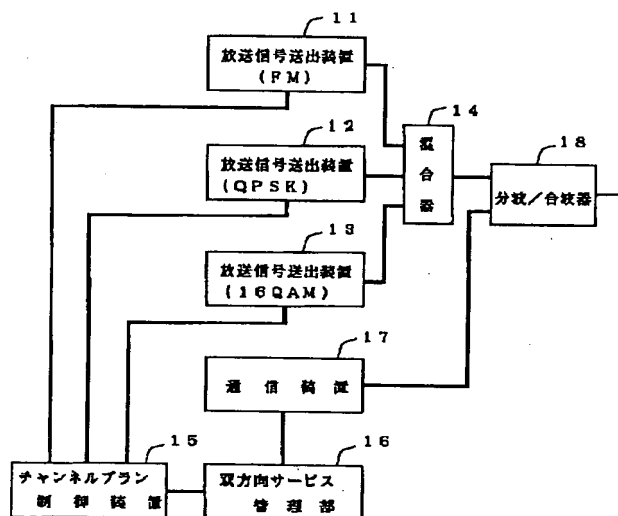 11
放送信号送出装置
(FM)
12
放送信号送出装置
(QPSK)
13
放送信号送出装置
(16QAM)
14
混
合
器
18
分波/合波器
17
通信装置
15
チャンネルプラン
制御装置
16
双方向サービス
管理部